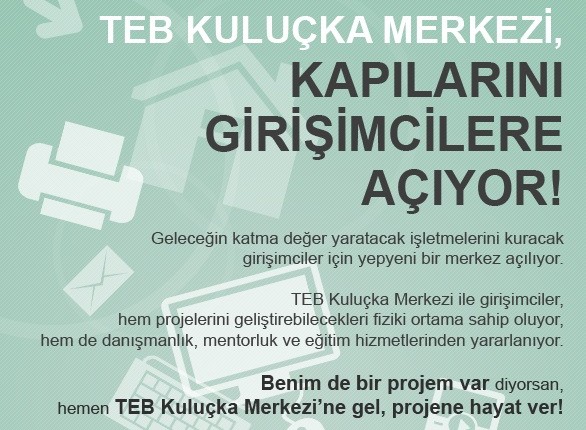 TEB KULUÇKA MERKEZİ,
KAPILARINI
GİRİŞİMCİLERE
AÇIYOR!
Geleceğin katma değer yaratacak işletmelerini kuracak
girişimciler için yepyeni bir merkez açılıyor.
TEB Kuluçka Merkezi ile girişimciler,
hem projelerini geliştirebilecekleri fiziki ortama sahip oluyor,
hem de danışmanlık, mentorluk ve eğitim hizmetlerinden yararlanıyor.
Benim de bir projem var diyorsan,
hemen TEB Kuluçka Merkezi’ne gel, projene hayat ver!